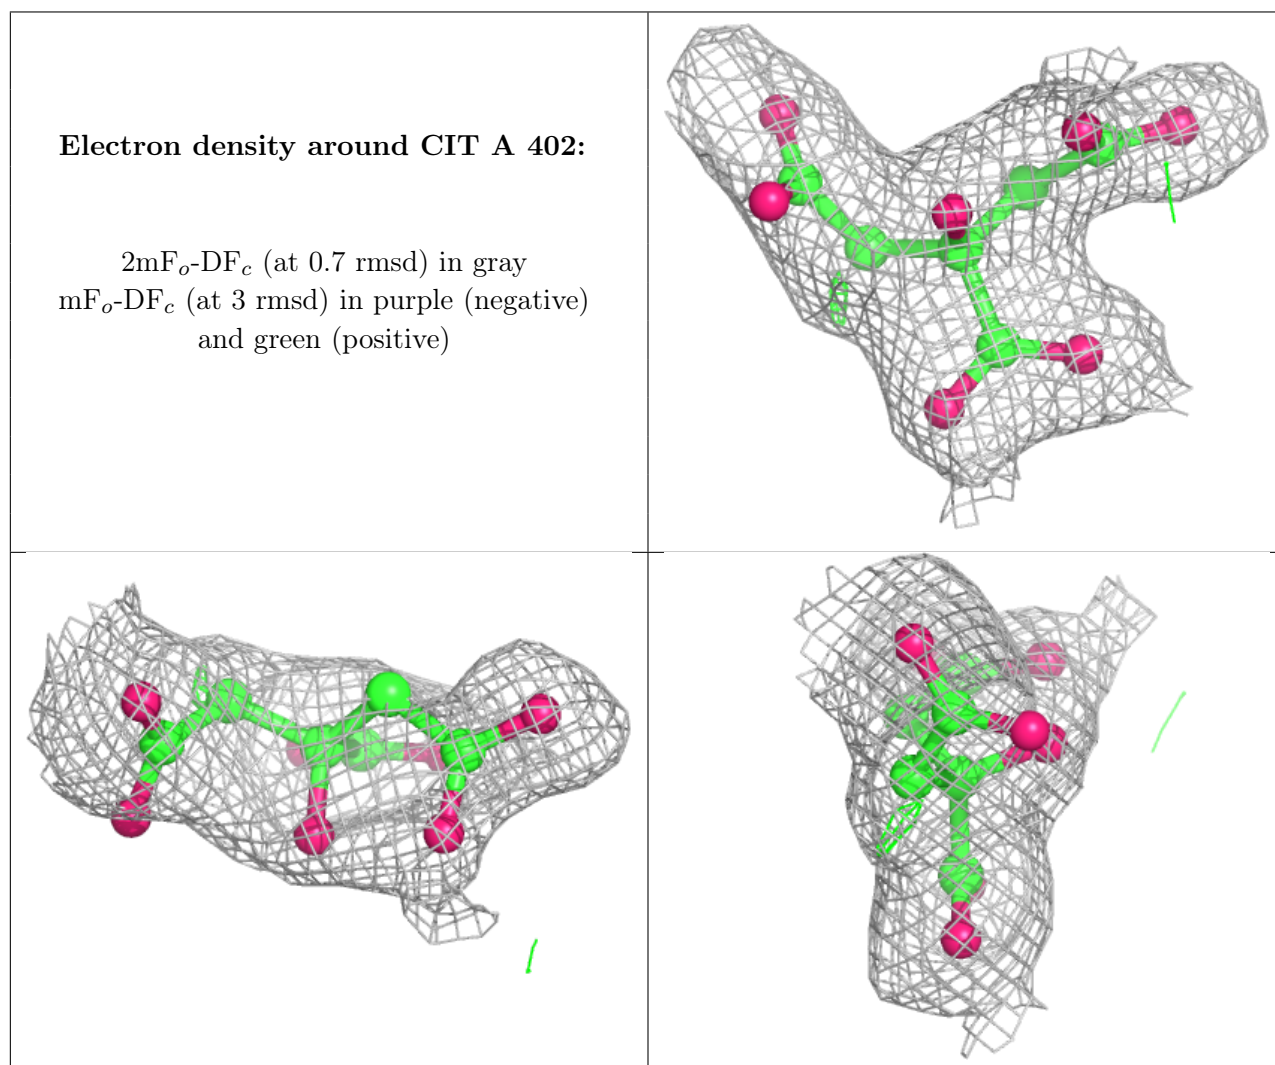 Electron density around CIT A 402:
2mFo-DFc (at 0.7 rmsd) in gray
mFo-DFc (at 3 rmsd) in purple (negative)
and green (positive)